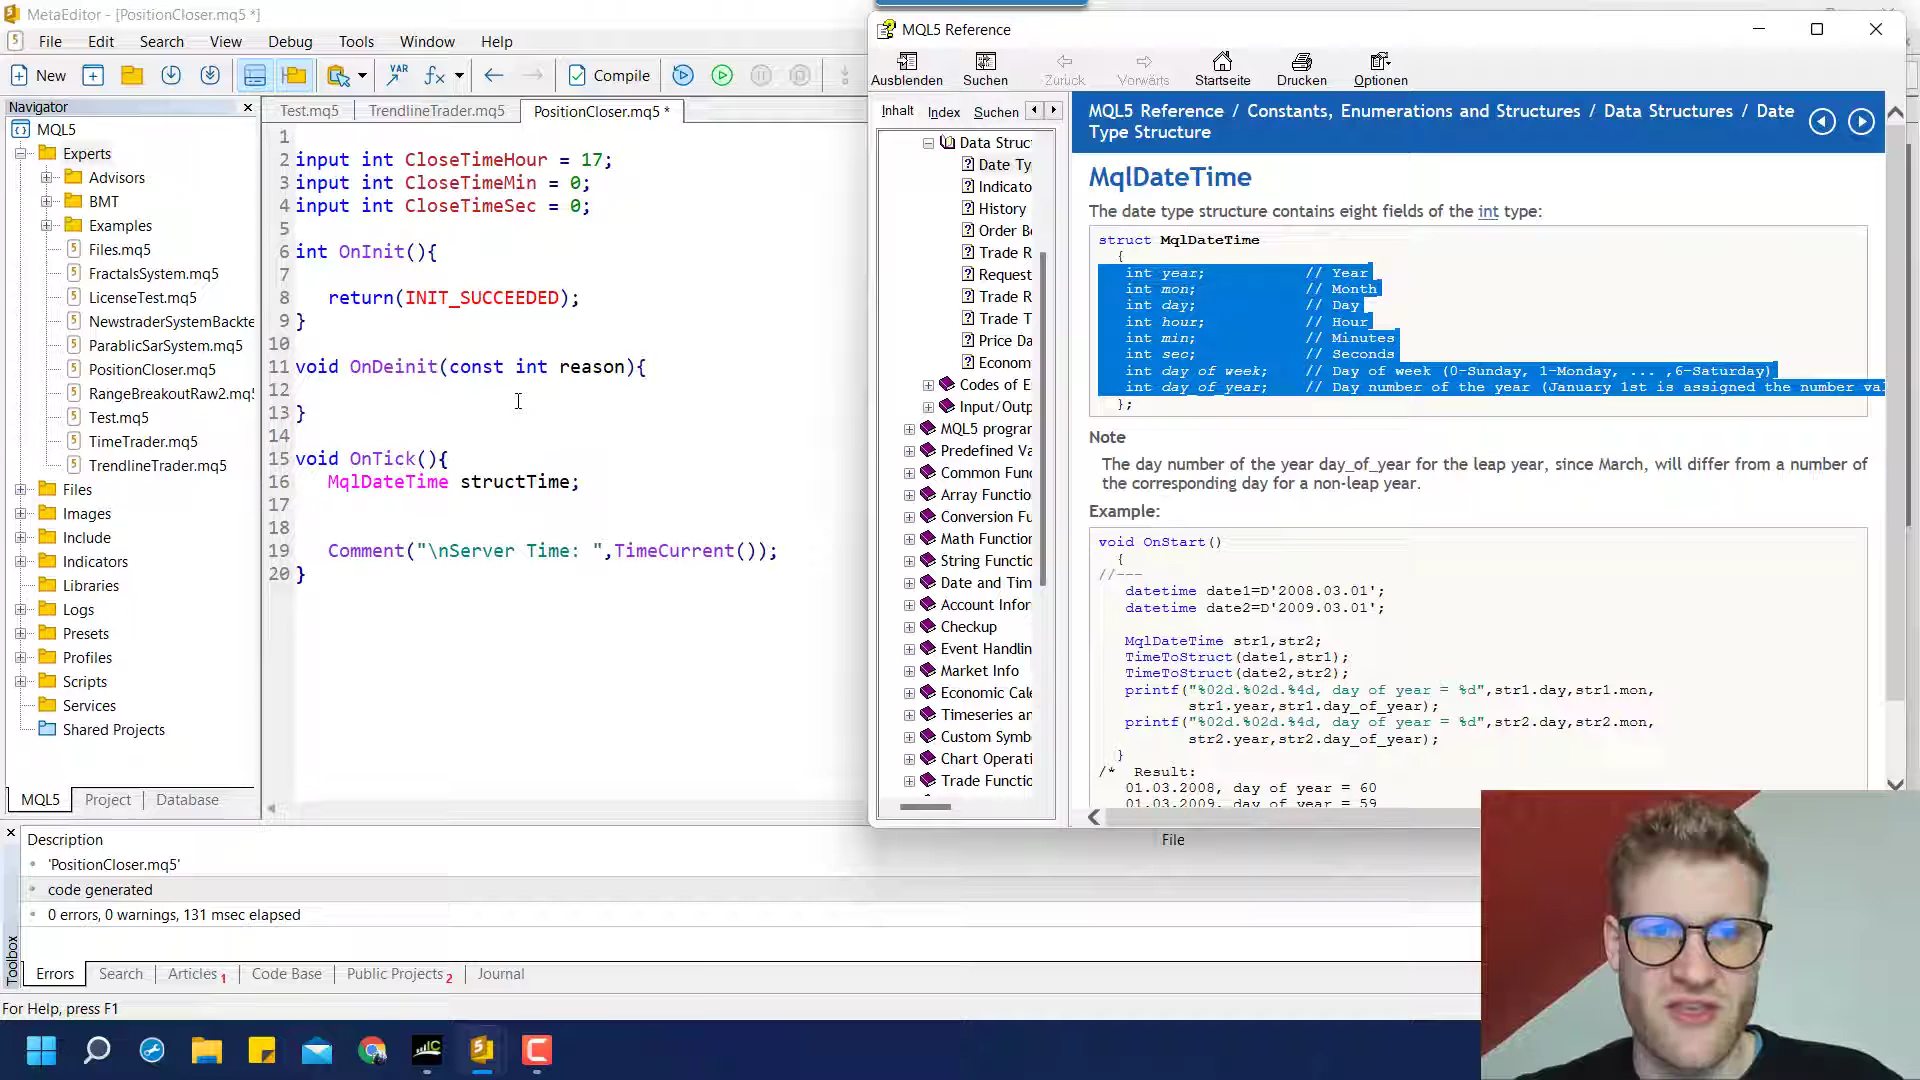 MetaEditor - [PositionCloser.mq5 *]
File Edit Search View Debug Tools Window Help
New
VAR
Compile
Navigator
MQL5
Experts
Advisors
BMT
Examples
Files.mq5
FractalsSystem.mq5
LicenseTest.mq5
NewstraderSystemBackte
ParablicSarSystem.mq5
PositionCloser.mq5
RangeBreakoutRaw2.mq5
Test.mq5
TimeTrader.mq5
TrendlineTrader.mq5
Files
Images
Include
Indicators
Libraries
Logs
Presets
Profiles
Scripts
Services
Shared Projects
MQL5 Project Database
Test.mq5 TrendlineTrader.mq5 PositionCloser.mq5 *
1
2 input int CloseTimeHour = 17;
3 input int CloseTimeMin = 0;
4 input int CloseTimeSec = 0;
5
6 int OnInit(){
7
8 return(INIT_SUCCEEDED);
9 }
10
11 void OnDeinit(const int reason){
12
13 }
14
15 void OnTick(){
16 MqlDateTime structTime;
17
18
19 Comment("\nServer Time: ",TimeCurrent());
20 }
MQL5 Reference
Ausblenden Suchen Zurück Vorwärts Startseite Drucken Optionen
Inhalt Index Suchen
Data Struc
Date Ty
Indicato
History
Order Bo
Trade R
Request
Trade R
Trade T
Price Da
Econom
Codes of E
Input/Outp
MQL5 prograr
Predefined Va
Common Func
Array Functio
Conversion Fu
Math Function
String Functio
Date and Tim
Account Infor
Checkup
Event Handlin
Market Info
Economic Cale
Timeseries an
Custom Symb
Chart Operati
Trade Functio
MQL5 Reference / Constants, Enumerations and Structures / Data Structures / Date
Type Structure
MqlDateTime
The date type structure contains eight fields of the int type:
struct MqlDateTime
{
int year; // Year
int mon; // Month
int day; // Day
int hour; // Hour
int min; // Minutes
int sec; // Seconds
int day_of_week; // Day of week (0-Sunday, 1-Monday, ... ,6-Saturday)
int day_of_year; // Day number of the year (January 1st is assigned the number val
};
Note
The day number of the year day_of_year for the leap year, since March, will differ from a number of
the corresponding day for a non-leap year.
Example:
void OnStart()
{
//---
datetime date1=D'2008.03.01';
datetime date2=D'2009.03.01';
MqlDateTime str1,str2;
TimeToStruct(date1,str1);
TimeToStruct(date2,str2);
printf("%02d.%02d.%4d, day of year = %d",str1.day,str1.mon,
str1.year,str1.day_of_year);
printf("%02d.%02d.%4d, day of year = %d",str2.day,str2.mon,
str2.year,str2.day_of_year);
}
/* Result:
01.03.2008, day of year = 60
01.03.2009, day of year = 59
Description
File
'PositionCloser.mq5'
code generated
0 errors, 0 warnings, 131 msec elapsed
Toolbox
Errors Search Articles 1 Code Base Public Projects 2 Journal
For Help, press F1